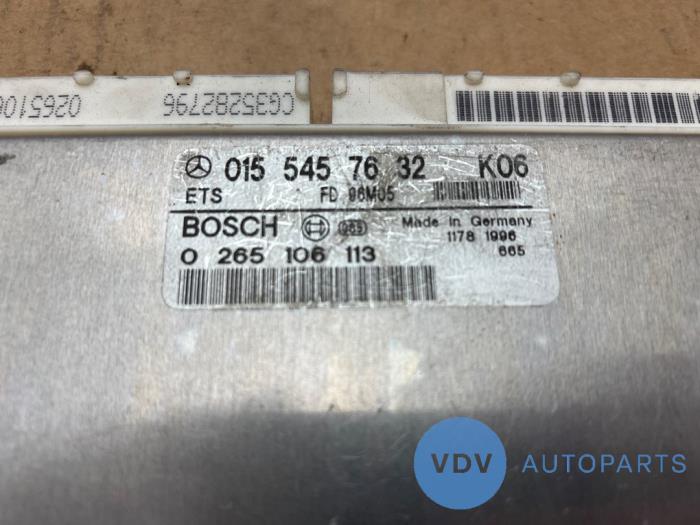 CG35282796
015 545 76 32 K06
ETS FD 96M05
BOSCH Made in Germany
1178 1996
0 265 106 113 665
VDV AUTOPARTS